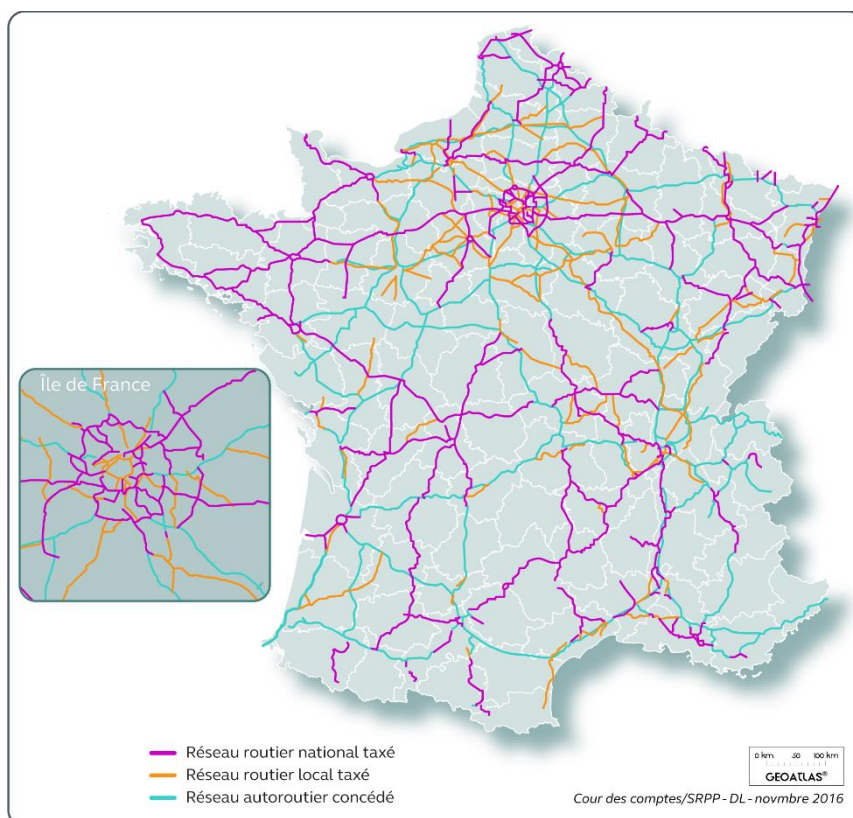 Île de France
Réseau routier national taxé
Réseau routier local taxé
Réseau autoroutier concédé
0 km 50 100 km
GEOATLAS®
Cour des comptes/SRPP - DL - novmbre 2016